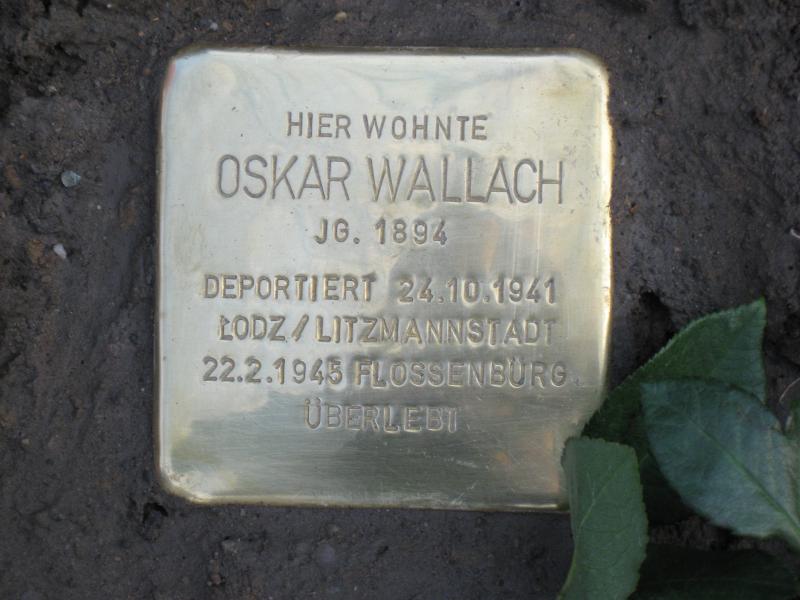 HIER WOHNTE
OSKAR WALLACH
JG. 1894
DEPORTIERT 24.10.1941
ŁODZ/LITZMANNSTADT
22.2.1945 FLOSSENBÜRG
ÜBERLEBT